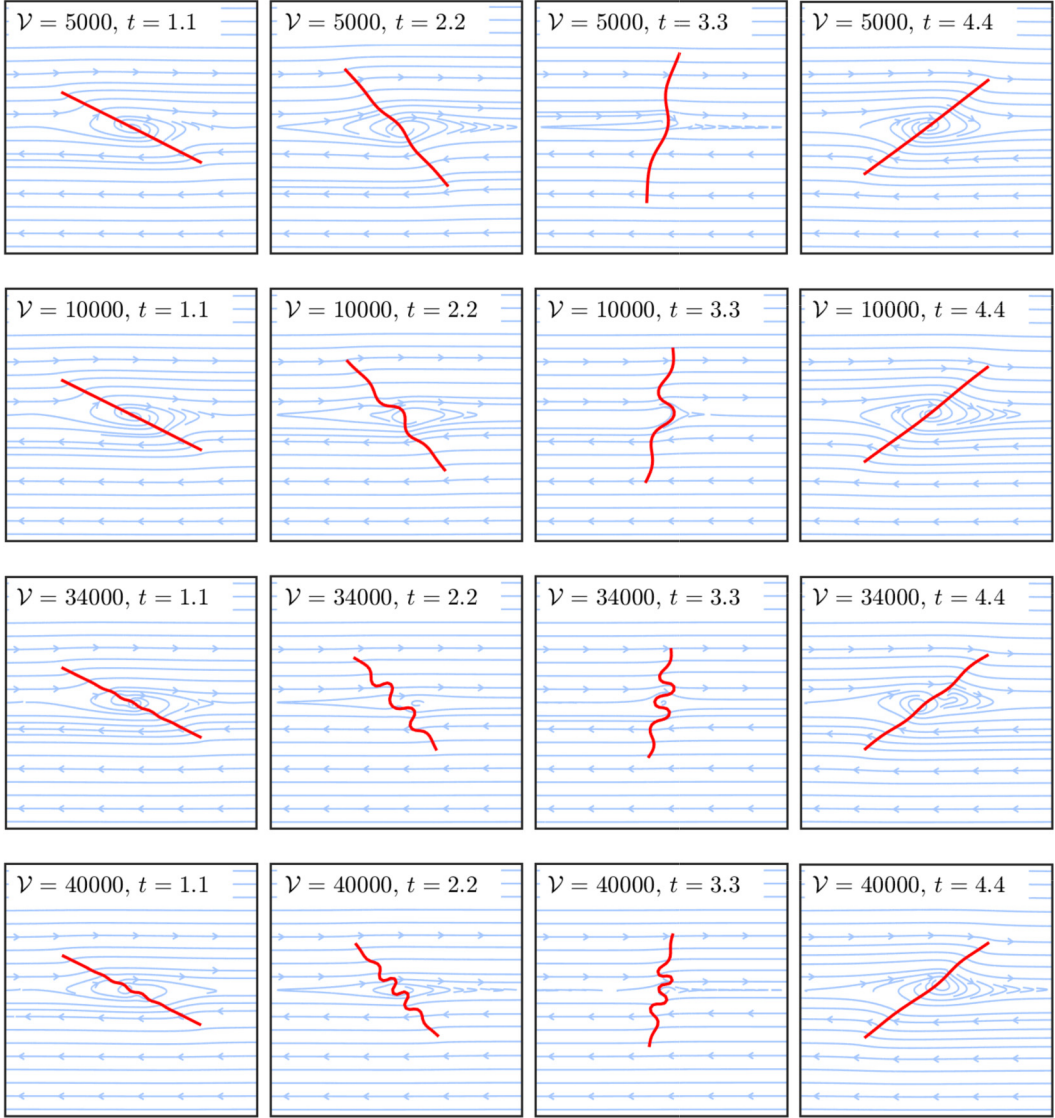 𝒱 = 5000, t = 1.1
𝒱 = 5000, t = 2.2
𝒱 = 5000, t = 3.3
𝒱 = 5000, t = 4.4
𝒱 = 10000, t = 1.1
𝒱 = 10000, t = 2.2
𝒱 = 10000, t = 3.3
𝒱 = 10000, t = 4.4
𝒱 = 34000, t = 1.1
𝒱 = 34000, t = 2.2
𝒱 = 34000, t = 3.3
𝒱 = 34000, t = 4.4
𝒱 = 40000, t = 1.1
𝒱 = 40000, t = 2.2
𝒱 = 40000, t = 3.3
𝒱 = 40000, t = 4.4